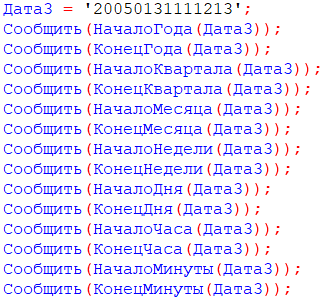 Дата3 = '20050131111213';
Сообщить(НачалоГода(Дата3));
Сообщить(КонецГода(Дата3));
Сообщить(НачалоКвартала(Дата3));
Сообщить(КонецКвартала(Дата3));
Сообщить(НачалоМесяца(Дата3));
Сообщить(КонецМесяца(Дата3));
Сообщить(НачалоНедели(Дата3));
Сообщить(КонецНедели(Дата3));
Сообщить(НачалоДня(Дата3));
Сообщить(КонецДня(Дата3));
Сообщить(НачалоЧаса(Дата3));
Сообщить(КонецЧаса(Дата3));
Сообщить(НачалоМинуты(Дата3));
Сообщить(КонецМинуты(Дата3));